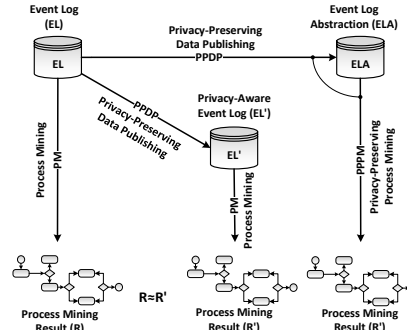 Event Log
(EL)
EL
Privacy-Preserving
Data Publishing
PPDP
Event Log
Abstraction (ELA)
ELA
PPDP
Privacy-Preserving
Data Publishing
Privacy-Aware
Event Log (EL')
EL'
Process Mining
PM
PM
Process Mining
PPPM
Privacy-Preserving
Process Mining
Process Mining
Result (R)
R≈R'
Process Mining
Result (R')
Process Mining
Result (R')